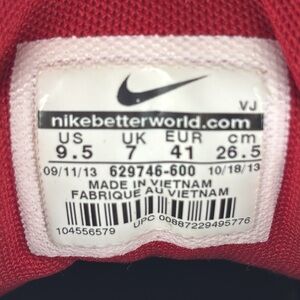 VJ
nikebetterworld.com
US UK EUR cm
9.5 7 41 26.5
09/11/13 629746-600 10/18/13
MADE IN VIETNAM
FABRIQUE AU VIETNAM
104556579 UPC 00887229495776